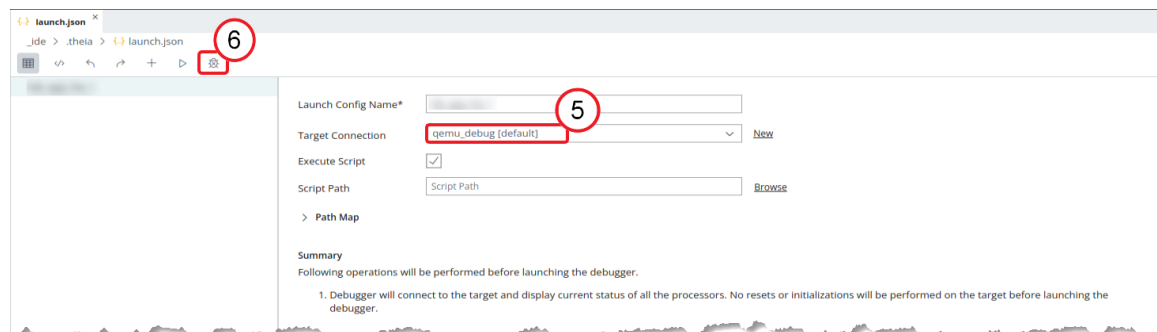 {} launch.json ×
_ide > .theia > {} launch.json
6
Launch Config Name*
5
Target Connection qemu_debug [default] New
Execute Script
Script Path Script Path Browse
> Path Map
Summary
Following operations will be performed before launching the debugger.
1. Debugger will connect to the target and display current status of all the processors. No resets or initializations will be performed on the target before launching the
debugger.